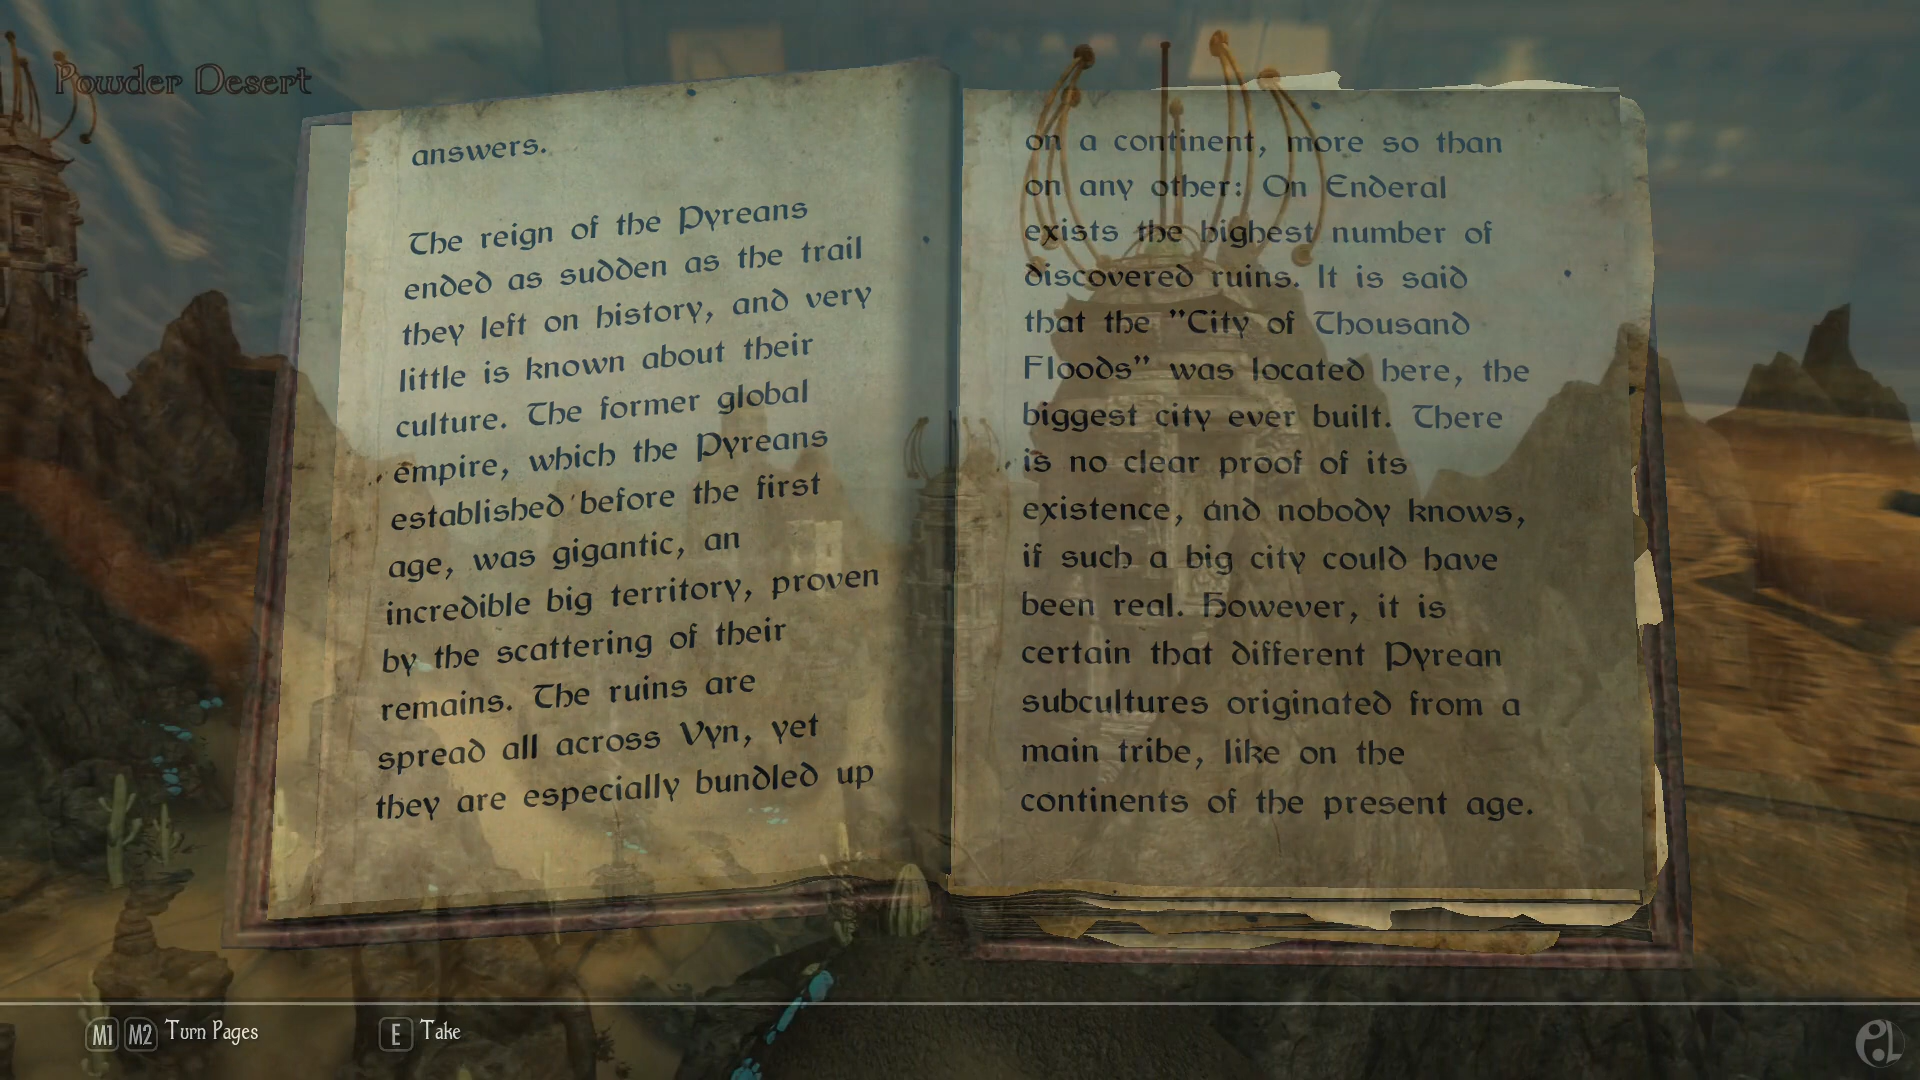 Powder Desert
answers.
The reign of the Pyreans
ended as sudden as the trail
they left on history, and very
little is known about their
culture. The former global
empire, which the Pyreans
established before the first
age, was gigantic, an
incredible big territory, proven
by the scattering of their
remains. The ruins are
spread all across Vyn, yet
they are especially bundled up
on a continent, more so than
on any other: On Enderal
exists the highest number of
discovered ruins. It is said
that the "City of Thousand
Floods" was located here, the
biggest city ever built. There
is no clear proof of its
existence, and nobody knows,
if such a big city could have
been real. However, it is
certain that different Pyrean
subcultures originated from a
main tribe, like on the
continents of the present age.
M1 M2 Turn Pages
E Take